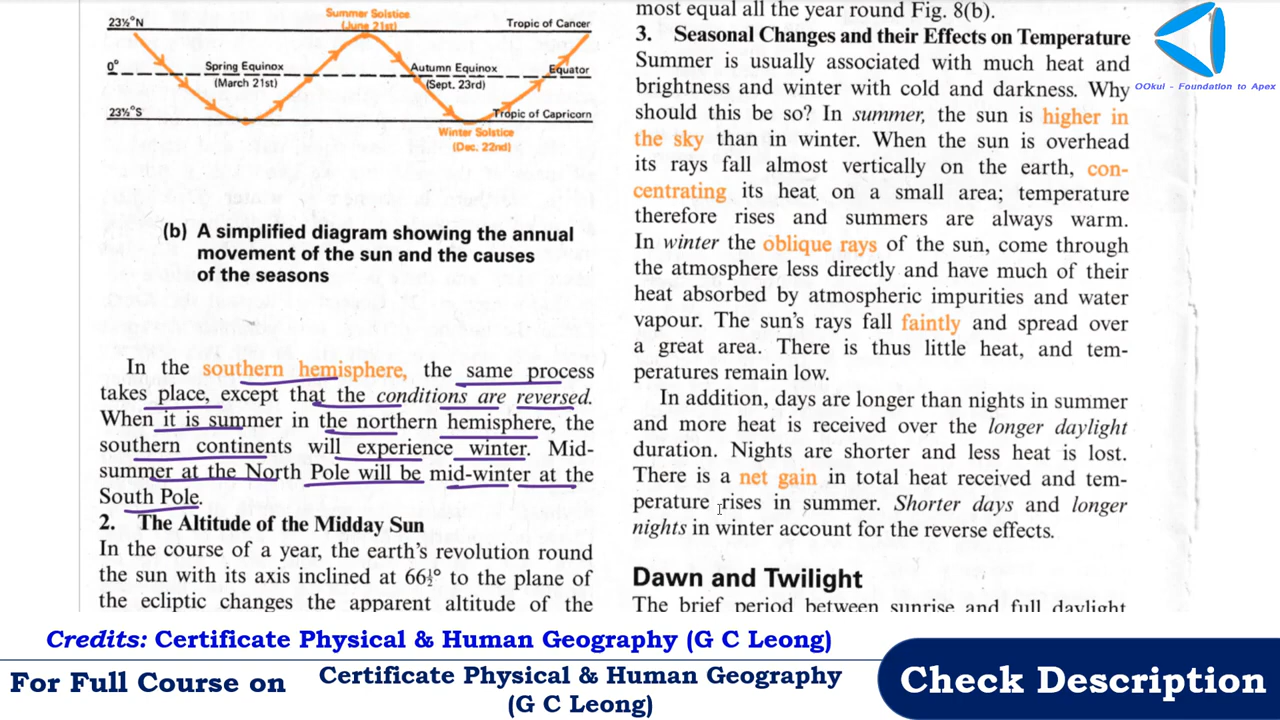 Summer Solstice
(June 21st)
23½°N
Tropic of Cancer
0°
Spring Equinox
(March 21st)
Autumn Equinox
(Sept. 23rd)
Equator
23½°S
Tropic of Capricorn
Winter Solstice
(Dec. 22nd)
(b) A simplified diagram showing the annual
movement of the sun and the causes
of the seasons
In the southern hemisphere, the same process
takes place, except that the conditions are reversed.
When it is summer in the northern hemisphere, the
southern continents will experience winter. Mid-
summer at the North Pole will be mid-winter at the
South Pole.
2. The Altitude of the Midday Sun
In the course of a year, the earth's revolution round
the sun with its axis inclined at 66½° to the plane of
the ecliptic changes the apparent altitude of the
most equal all the year round Fig. 8(b).
3. Seasonal Changes and their Effects on Temperature
Summer is usually associated with much heat and
brightness and winter with cold and darkness. Why
should this be so? In summer, the sun is higher in
the sky than in winter. When the sun is overhead
its rays fall almost vertically on the earth, con-
centrating its heat on a small area; temperature
therefore rises and summers are always warm.
In winter the oblique rays of the sun, come through
the atmosphere less directly and have much of their
heat absorbed by atmospheric impurities and water
vapour. The sun's rays fall faintly and spread over
a great area. There is thus little heat, and tem-
peratures remain low.
In addition, days are longer than nights in summer
and more heat is received over the longer daylight
duration. Nights are shorter and less heat is lost.
There is a net gain in total heat received and tem-
perature rises in summer. Shorter days and longer
nights in winter account for the reverse effects.
Dawn and Twilight
The brief period between sunrise and full daylight
OOkul - Foundation to Apex
Credits: Certificate Physical & Human Geography (G C Leong)
For Full Course on
Certificate Physical & Human Geography
(G C Leong)
Check Description